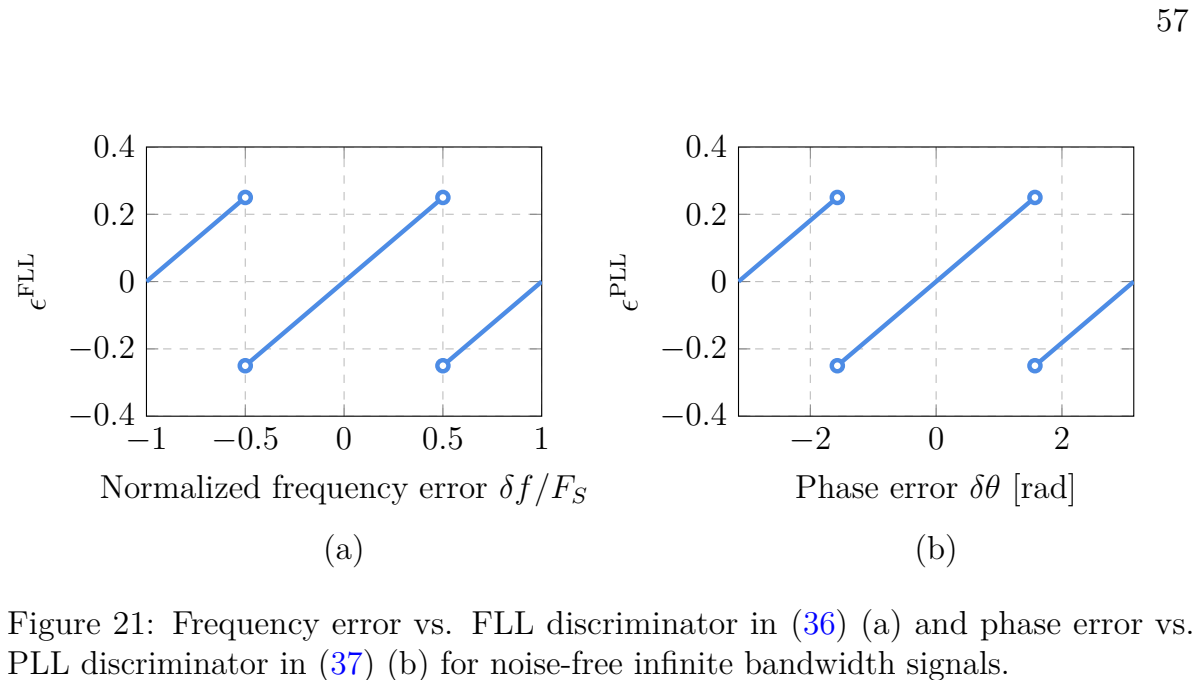 57
0.4
0.2
0
−0.2
−0.4
ϵ^FLL
−1 −0.5 0 0.5 1
Normalized frequency error δf/F_S
(a)
0.4
0.2
0
−0.2
−0.4
ϵ^PLL
−2 0 2
Phase error δθ [rad]
(b)
Figure 21: Frequency error vs. FLL discriminator in (36) (a) and phase error vs.
PLL discriminator in (37) (b) for noise-free infinite bandwidth signals.